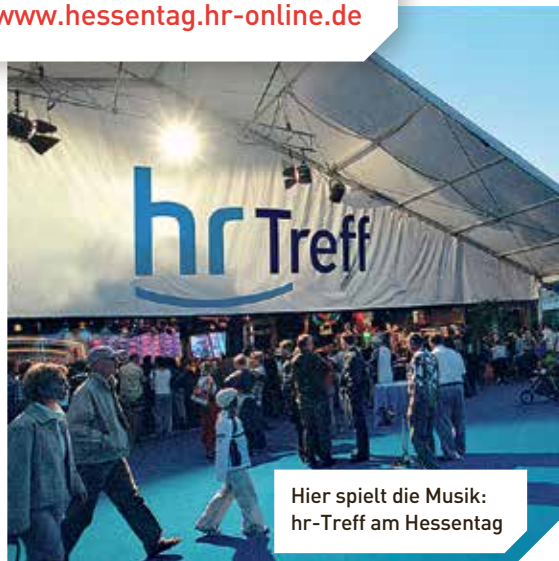 www.hessentag.hr-online.de
hr Treff
Hier spielt die Musik:
hr-Treff am Hessentag